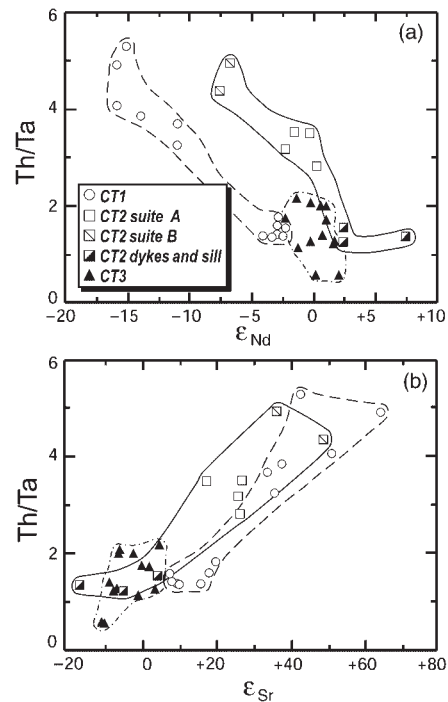 (a)
Th/Ta
6
4
2
0
CT1
CT2 suite A
CT2 suite B
CT2 dykes and sill
CT3
−20 −15 −10 −5 0 +5 +10
εNd
(b)
Th/Ta
6
4
2
0
−20 0 +20 +40 +60 +80
εSr